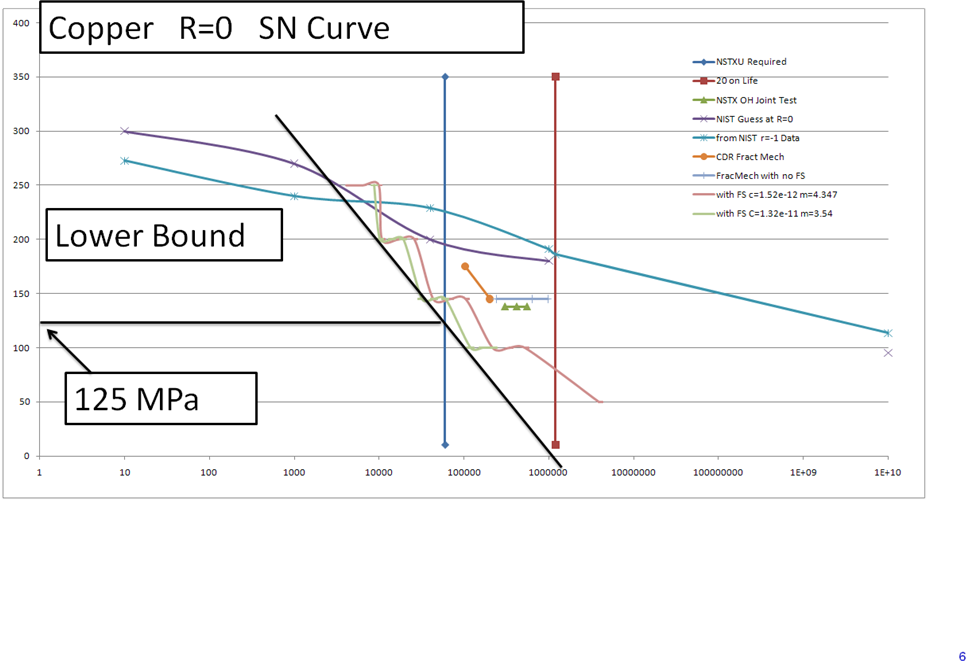 Copper R=0 SN Curve
400
350
300
250
200
150
100
50
0
1
10
100
1000
10000
100000
1000000
10000000
100000000
1E+09
1E+10
NSTXU Required
20 on Life
NSTX OH Joint Test
NIST Guess at R=0
from NIST r=-1 Data
CDR Fract Mech
FracMech with no FS
with FS c=1.52e-12 m=4.347
with FS C=1.32e-11 m=3.54
Lower Bound
125 MPa
6